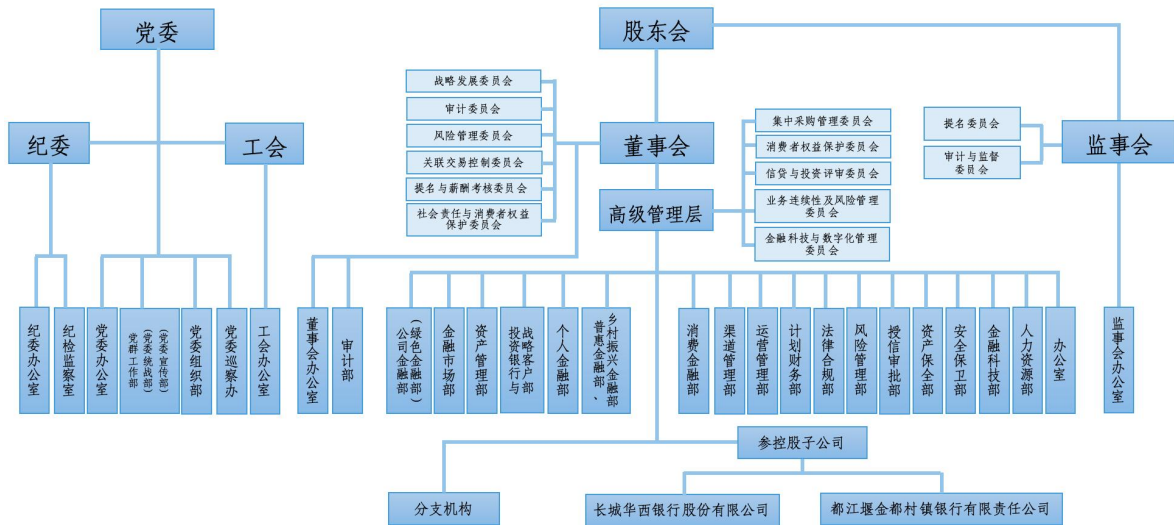 党委
股东会
战略发展委员会
审计委员会
风险管理委员会
关联交易控制委员会
提名与薪酬考核委员会
社会责任与消费者权益
保护委员会
集中采购管理委员会
消费者权益保护委员会
信贷与投资评审委员会
业务连续性及风险管理
委员会
金融科技与数字化管理
委员会
提名委员会
审计与监督
委员会
纪委
工会
董事会
监事会
高级管理层
纪委办公室
纪检监察室
党委办公室
党群工作部
(党委统战部)
(党委宣传部)
党委组织部
党委巡察办
工会办公室
董事会办公室
审计部
公司金融部
(绿色金融部)
金融市场部
资产管理部
投资银行与
战略客户部
个人金融部
普惠金融部、
乡村振兴金融部
消费金融部
渠道管理部
运营管理部
计划财务部
法律合规部
风险管理部
授信审批部
资产保全部
安全保卫部
金融科技部
人力资源部
办公室
监事会办公室
参控股子公司
分支机构
长城华西银行股份有限公司
都江堰金都村镇银行有限责任公司